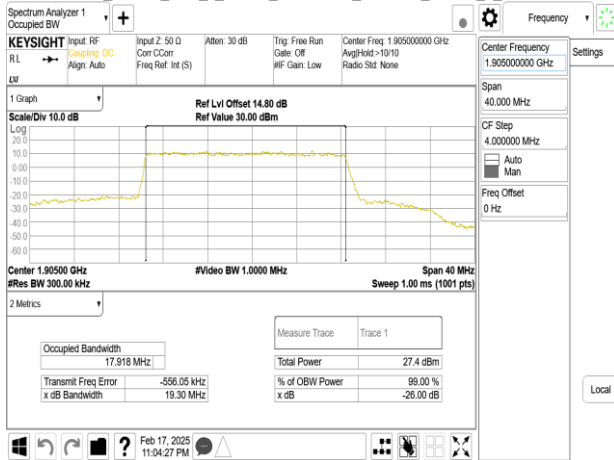 Spectrum Analyzer 1
Occupied BW
+
Frequency
KEYSIGHT
RL
LXI
Input: RF
Coupling: DC
Align: Auto
Input Z: 50 Ω
Corr CCorr
Freq Ref: Int (S)
Atten: 30 dB
Trig: Free Run
Gate: Off
#IF Gain: Low
Center Freq: 1.905000000 GHz
Avg|Hold:>10/10
Radio Std: None
Center Frequency
1.905000000 GHz
Settings
Span
40.000 MHz
CF Step
4.000000 MHz
Auto
Man
Freq Offset
0 Hz
Local
1 Graph
Scale/Div 10.0 dB
Ref Lvl Offset 14.80 dB
Ref Value 30.00 dBm
Log
20.0
10.0
0.00
-10.0
-20.0
-30.0
-40.0
-50.0
-60.0
Center 1.90500 GHz
#Video BW 1.0000 MHz
Span 40 MHz
#Res BW 300.00 kHz
Sweep 1.00 ms (1001 pts)
2 Metrics
Measure Trace
Trace 1
Occupied Bandwidth
17.918 MHz
Total Power
27.4 dBm
Transmit Freq Error
-556.05 kHz
% of OBW Power
99.00 %
x dB Bandwidth
19.30 MHz
x dB
-26.00 dB
?
Feb 17, 2025
11:04:27 PM